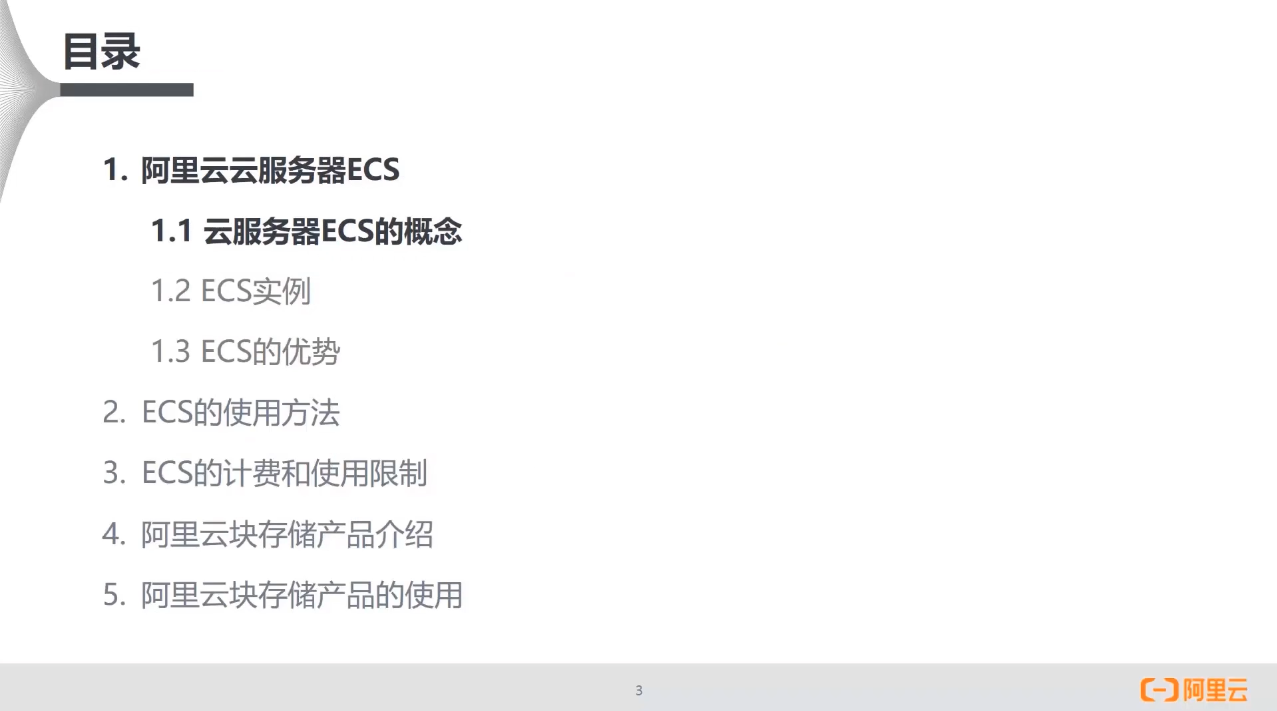 目录
1. 阿里云云服务器ECS
1.1 云服务器ECS的概念
1.2 ECS实例
1.3 ECS的优势
2. ECS的使用方法
3. ECS的计费和使用限制
4. 阿里云块存储产品介绍
5. 阿里云块存储产品的使用
3
阿里云